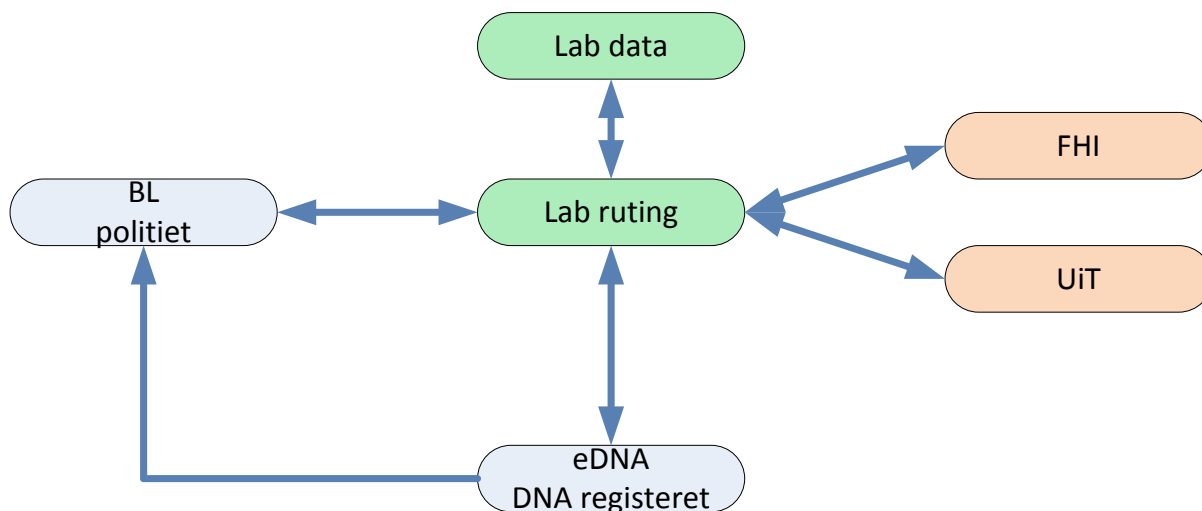 Lab data
FHI
BL
politiet
Lab ruting
UiT
eDNA
DNA registeret